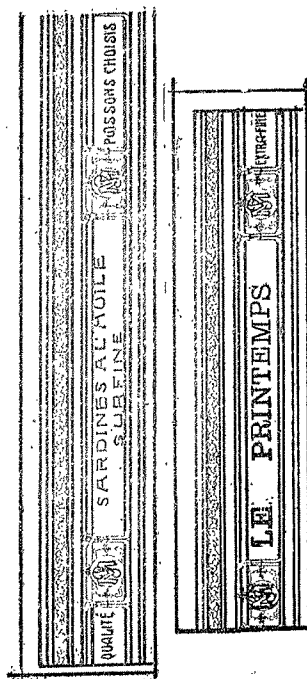 QUALITÉ
SARDINES A L'HUILE
SURFINE
POISSONS CHOISIS
LE PRINTEMPS
EXTRA-FINE